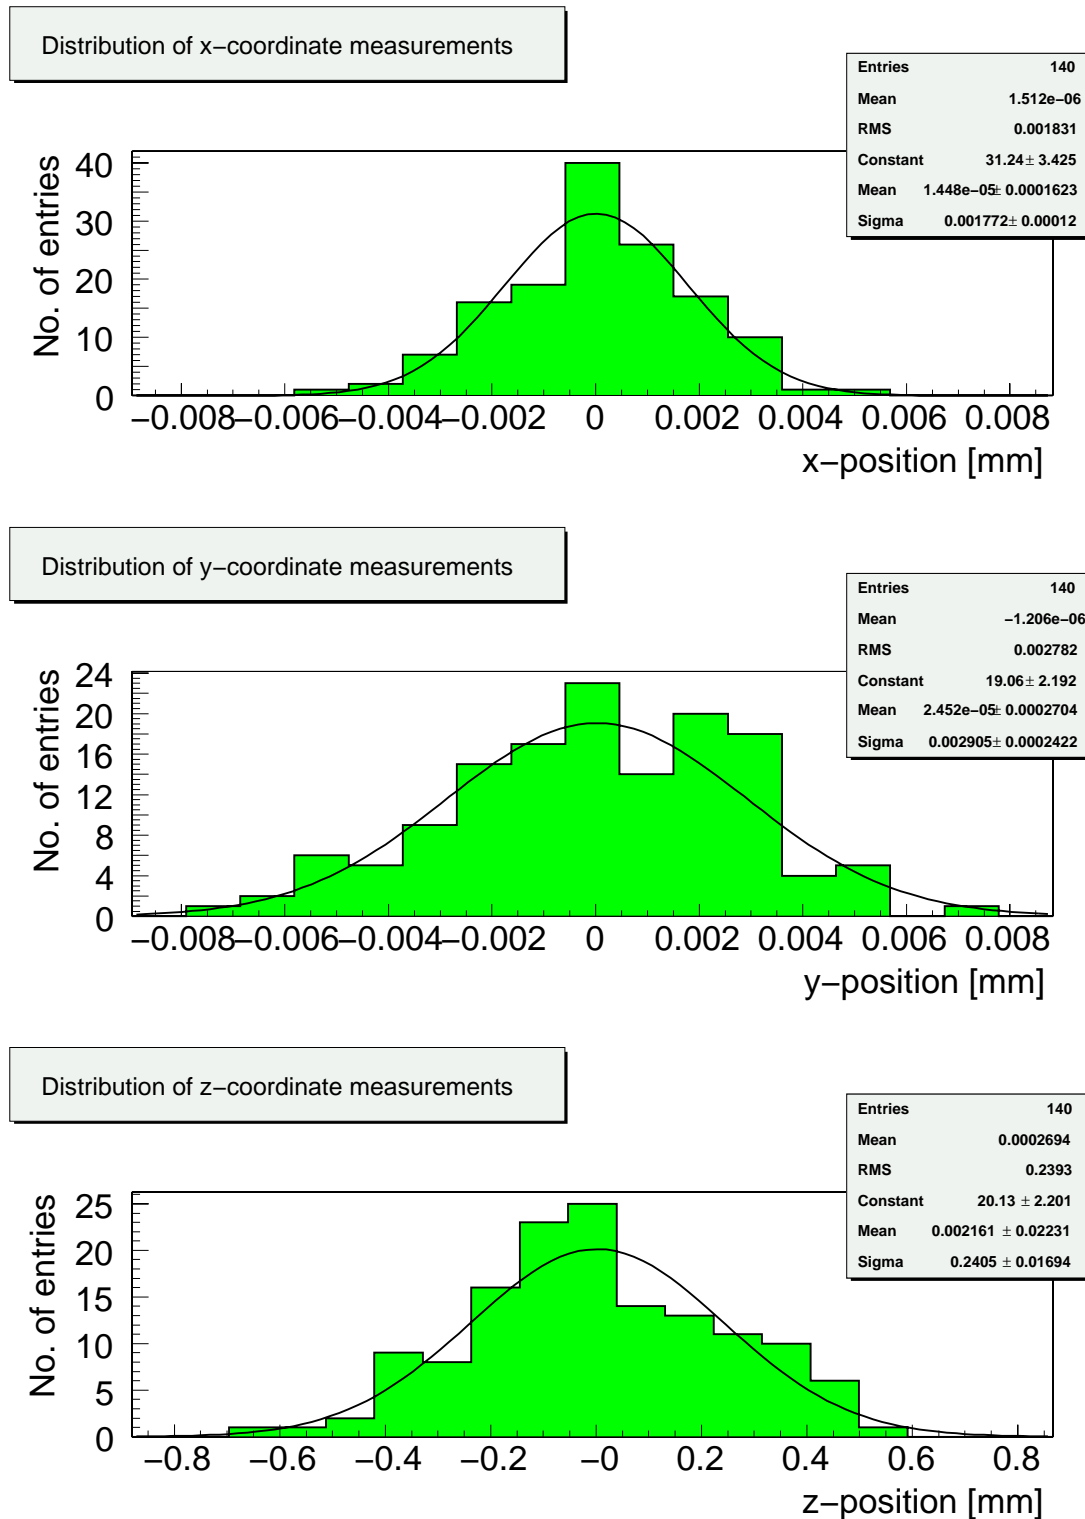 Distribution of x−coordinate measurements
Entries 140
Mean 1.512e−06
RMS 0.001831
Constant 31.24 ± 3.425
Mean 1.448e−05 ± 0.0001623
Sigma 0.001772 ± 0.00012
No. of entries
40
30
20
10
0
−0.008 −0.006 −0.004 −0.002 0 0.002 0.004 0.006 0.008
x−position [mm]
Distribution of y−coordinate measurements
Entries 140
Mean −1.206e−06
RMS 0.002782
Constant 19.06 ± 2.192
Mean 2.452e−05 ± 0.0002704
Sigma 0.002905 ± 0.0002422
No. of entries
24
20
16
12
8
4
0
−0.008 −0.006 −0.004 −0.002 0 0.002 0.004 0.006 0.008
y−position [mm]
Distribution of z−coordinate measurements
Entries 140
Mean 0.0002694
RMS 0.2393
Constant 20.13 ± 2.201
Mean 0.002161 ± 0.02231
Sigma 0.2405 ± 0.01694
No. of entries
25
20
15
10
5
0
−0.8 −0.6 −0.4 −0.2 −0 0.2 0.4 0.6 0.8
z−position [mm]